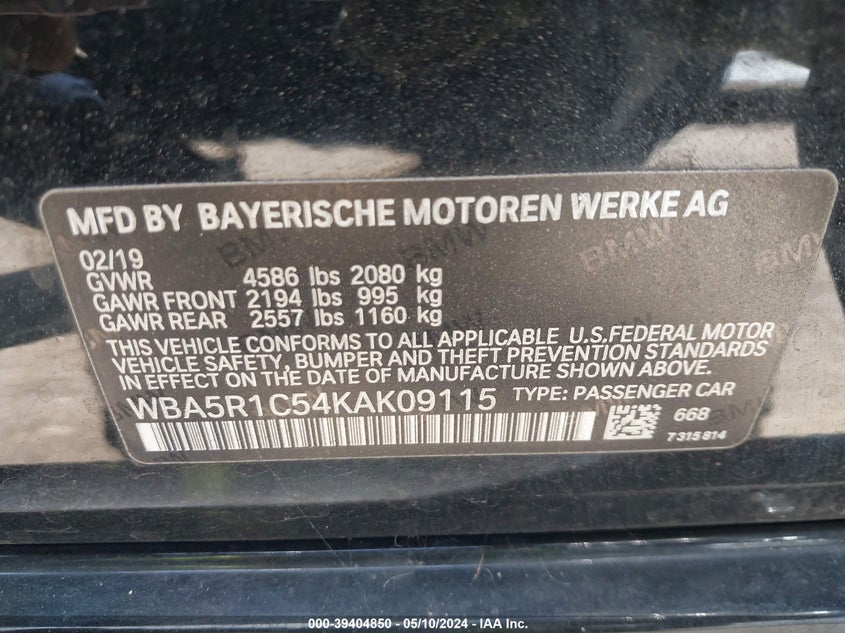 MFD BY BAYERISCHE MOTOREN WERKE AG
02/19
GVWR 4586 lbs 2080 kg
GAWR FRONT 2194 lbs 995 kg
GAWR REAR 2557 lbs 1160 kg
THIS VEHICLE CONFORMS TO ALL APPLICABLE U.S.FEDERAL MOTOR
VEHICLE SAFETY, BUMPER AND THEFT PREVENTION STANDARDS
IN EFFECT ON THE DATE OF MANUFACTURE SHOWN ABOVE.
WBA5R1C54KAK09115 TYPE: PASSENGER CAR
668
7315814
000-39404850 - 05/10/2024 - IAA Inc.